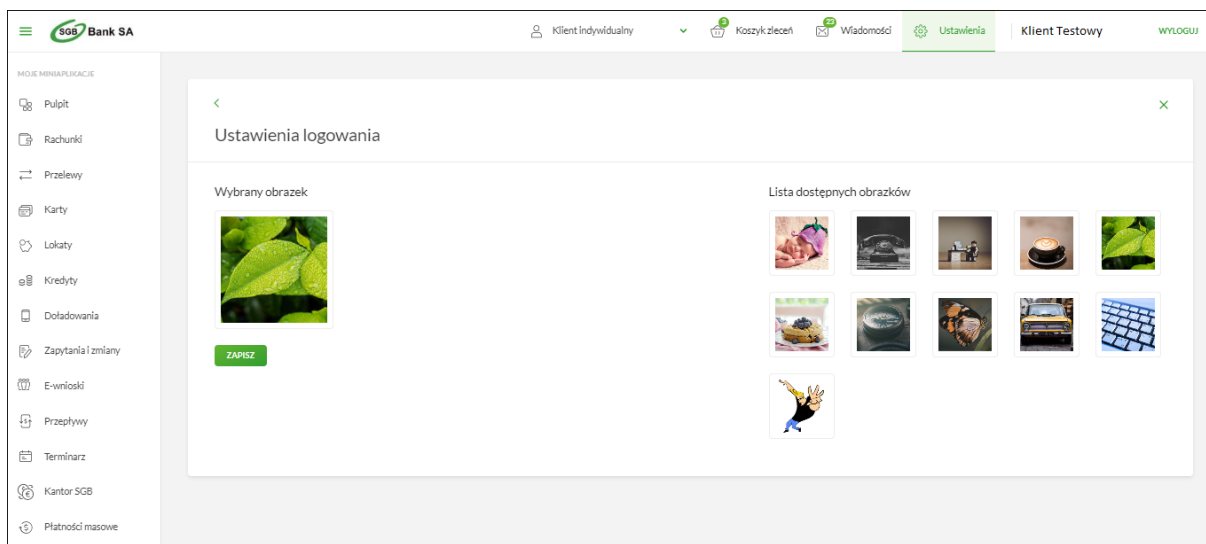 SGB Bank SA
Klient indywidualny
3
Koszyk zleceń
23
Wiadomości
Ustawienia
Klient Testowy
WYLOGUJ
MOJE MINIAPLIKACJE
Pulpit
Rachunki
Przelewy
Karty
Lokaty
Kredyty
Doładowania
Zapytania i zmiany
E-wnioski
Przepływy
Terminarz
Kantor SGB
Płatności masowe
Ustawienia logowania
Wybrany obrazek
ZAPISZ
Lista dostępnych obrazków